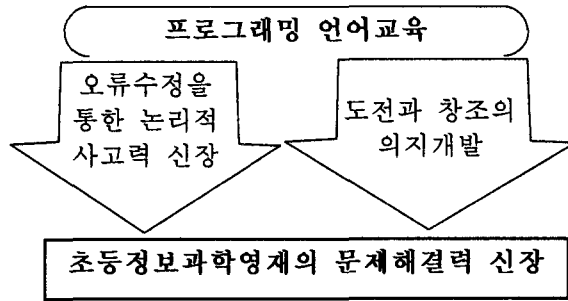 프로그래밍 언어교육
오류수정을
통한 논리적
사고력 신장
도전과 창조의
의지개발
초등정보과학영재의 문제해결력 신장